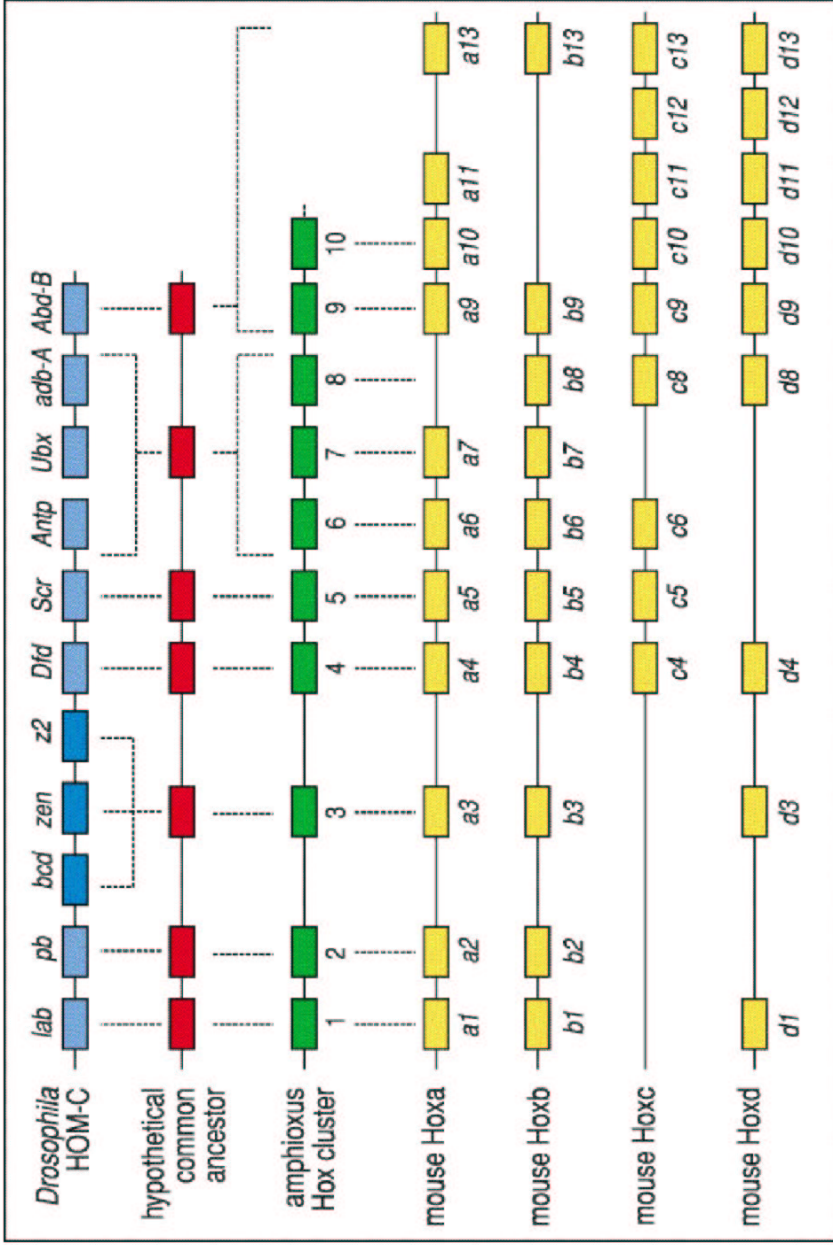 lab pb bcd zen z2 Dfd Scr Antp Ubx adb-A Abd-B
Drosophila
HOM-C
hypothetical
common
ancestor
amphioxus
Hox cluster
1 2 3 4 5 6 7 8 9 10
mouse Hoxa
a1 a2 a3 a4 a5 a6 a7 a9 a10 a11 a13
mouse Hoxb
b1 b2 b3 b4 b5 b6 b7 b8 b9 b13
mouse Hoxc
c4 c5 c6 c8 c9 c10 c11 c12 c13
mouse Hoxd
d1 d3 d4 d8 d9 d10 d11 d12 d13